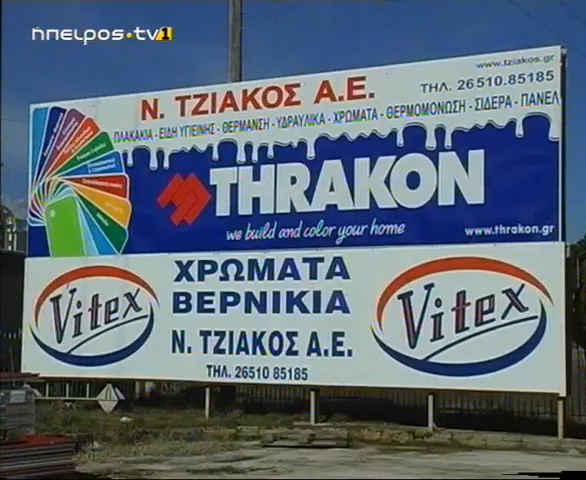 ήπειρος.tv1
www.tziakos.gr
Ν. ΤΖΙΑΚΟΣ Α.Ε.
ΤΗΛ. 26510.85185
ΠΛΑΚΑΚΙΑ - ΕΙΔΗ ΥΓΙΕΙΝΗΣ - ΘΕΡΜΑΝΣΗ - ΥΔΡΑΥΛΙΚΑ - ΧΡΩΜΑΤΑ - ΘΕΡΜΟΜΟΝΩΣΗ - ΣΙΔΕΡΑ - ΠΑΝΕΛ
THRAKON
we build and color your home
www.thrakon.gr
Vitex
ΧΡΩΜΑΤΑ
ΒΕΡΝΙΚΙΑ
Ν. ΤΖΙΑΚΟΣ Α.Ε.
ΤΗΛ. 26510 85185
Vitex